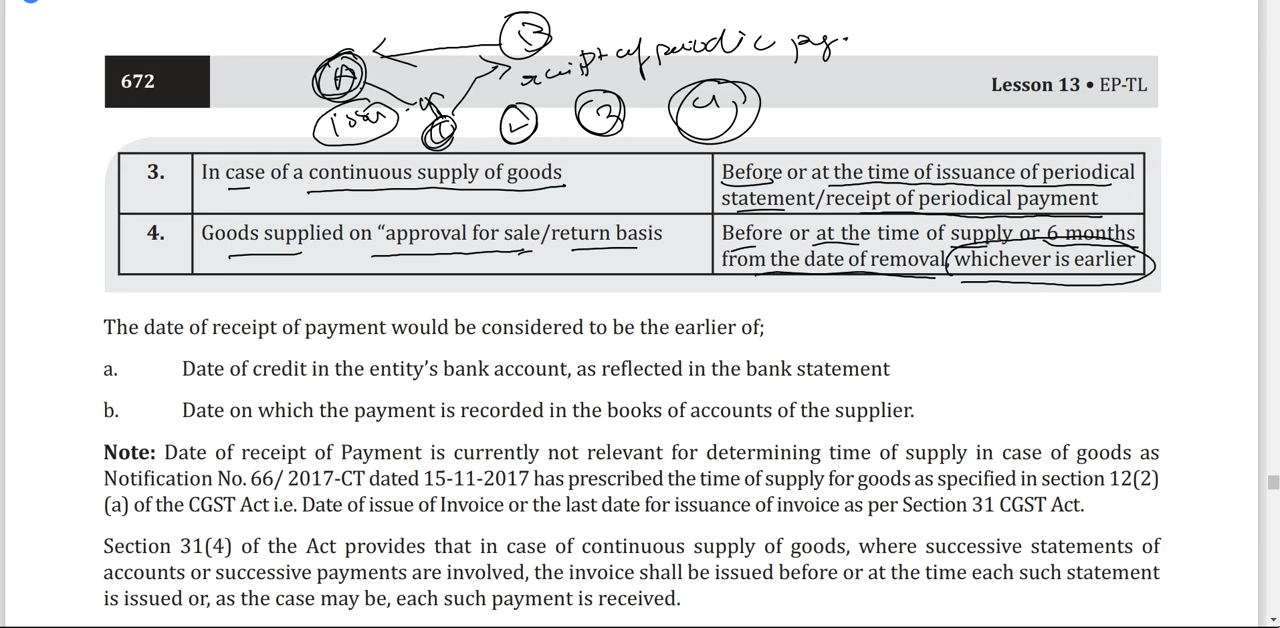 B
receipt of periodic pay.
A
672
Lesson 13 • EP-TL
issu
of
3
4
3. In case of a continuous supply of goods Before or at the time of issuance of periodical
statement/receipt of periodical payment
4. Goods supplied on “approval for sale/return basis Before or at the time of supply or 6 months
from the date of removal, whichever is earlier
The date of receipt of payment would be considered to be the earlier of;
a. Date of credit in the entity’s bank account, as reflected in the bank statement
b. Date on which the payment is recorded in the books of accounts of the supplier.
Note: Date of receipt of Payment is currently not relevant for determining time of supply in case of goods as
Notification No. 66/ 2017-CT dated 15-11-2017 has prescribed the time of supply for goods as specified in section 12(2)
(a) of the CGST Act i.e. Date of issue of Invoice or the last date for issuance of invoice as per Section 31 CGST Act.
Section 31(4) of the Act provides that in case of continuous supply of goods, where successive statements of
accounts or successive payments are involved, the invoice shall be issued before or at the time each such statement
is issued or, as the case may be, each such payment is received.